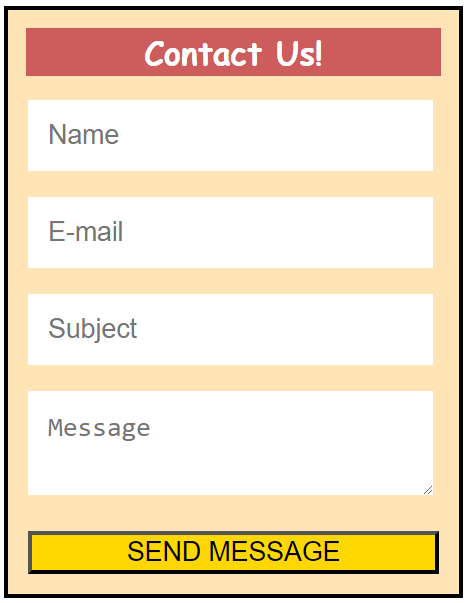 Contact Us!
Name
E-mail
Subject
Message
SEND MESSAGE